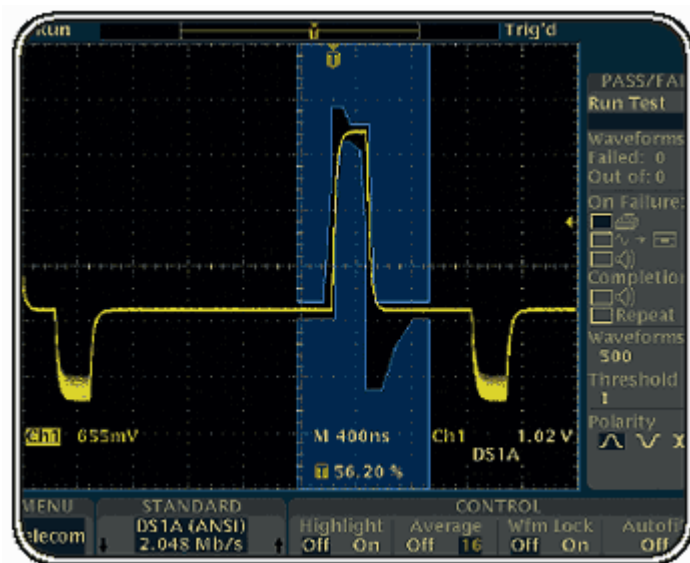 Run Trig'd
T
PASS/FAI
Run Test
Waveforms
Failed: 0
Out of: 0
On Failure:
Completion
Repeat
Waveforms
500
Threshold
1
Polarity
Ch1 655mV M 400ns Ch1 1.02 V
DS1A
T 56.20 %
MENU STANDARD CONTROL
elecom DS1A (ANSI) Highlight Average Wfm Lock Autofi
2.048 Mb/s Off On Off 16 Off On Off